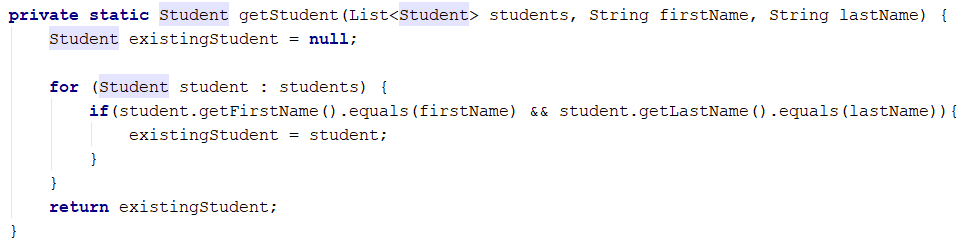 private static Student getStudent(List<Student> students, String firstName, String lastName) {
    Student existingStudent = null;

    for (Student student : students) {
        if(student.getFirstName().equals(firstName) && student.getLastName().equals(lastName)){
            existingStudent = student;
        }
    }
    return existingStudent;
}